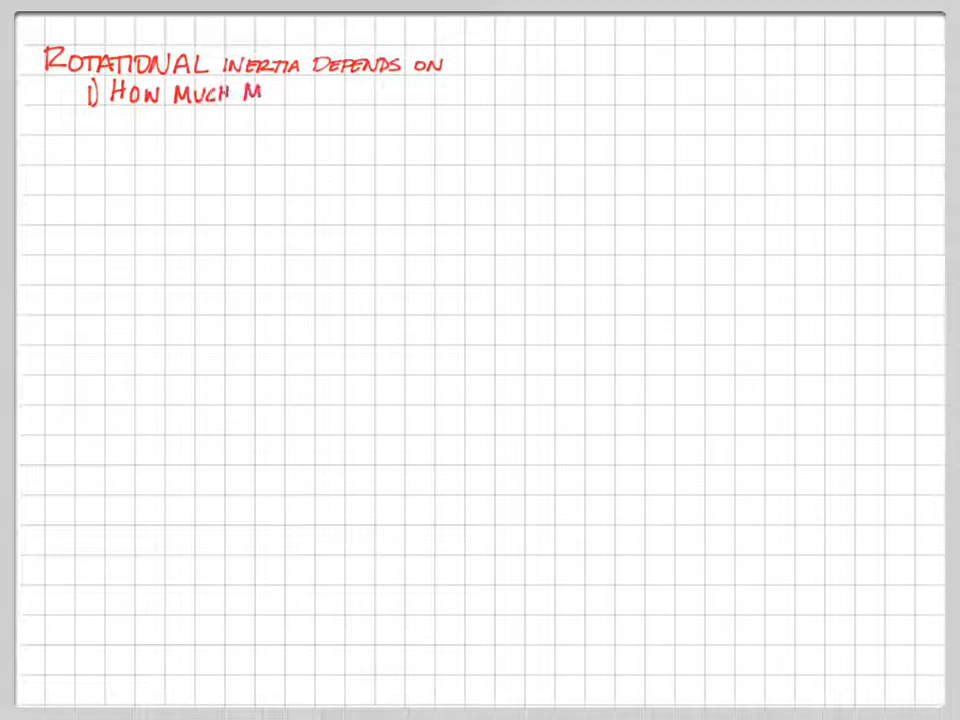 ROTATIONAL INERTIA DEPENDS ON
1) HOW MUCH M